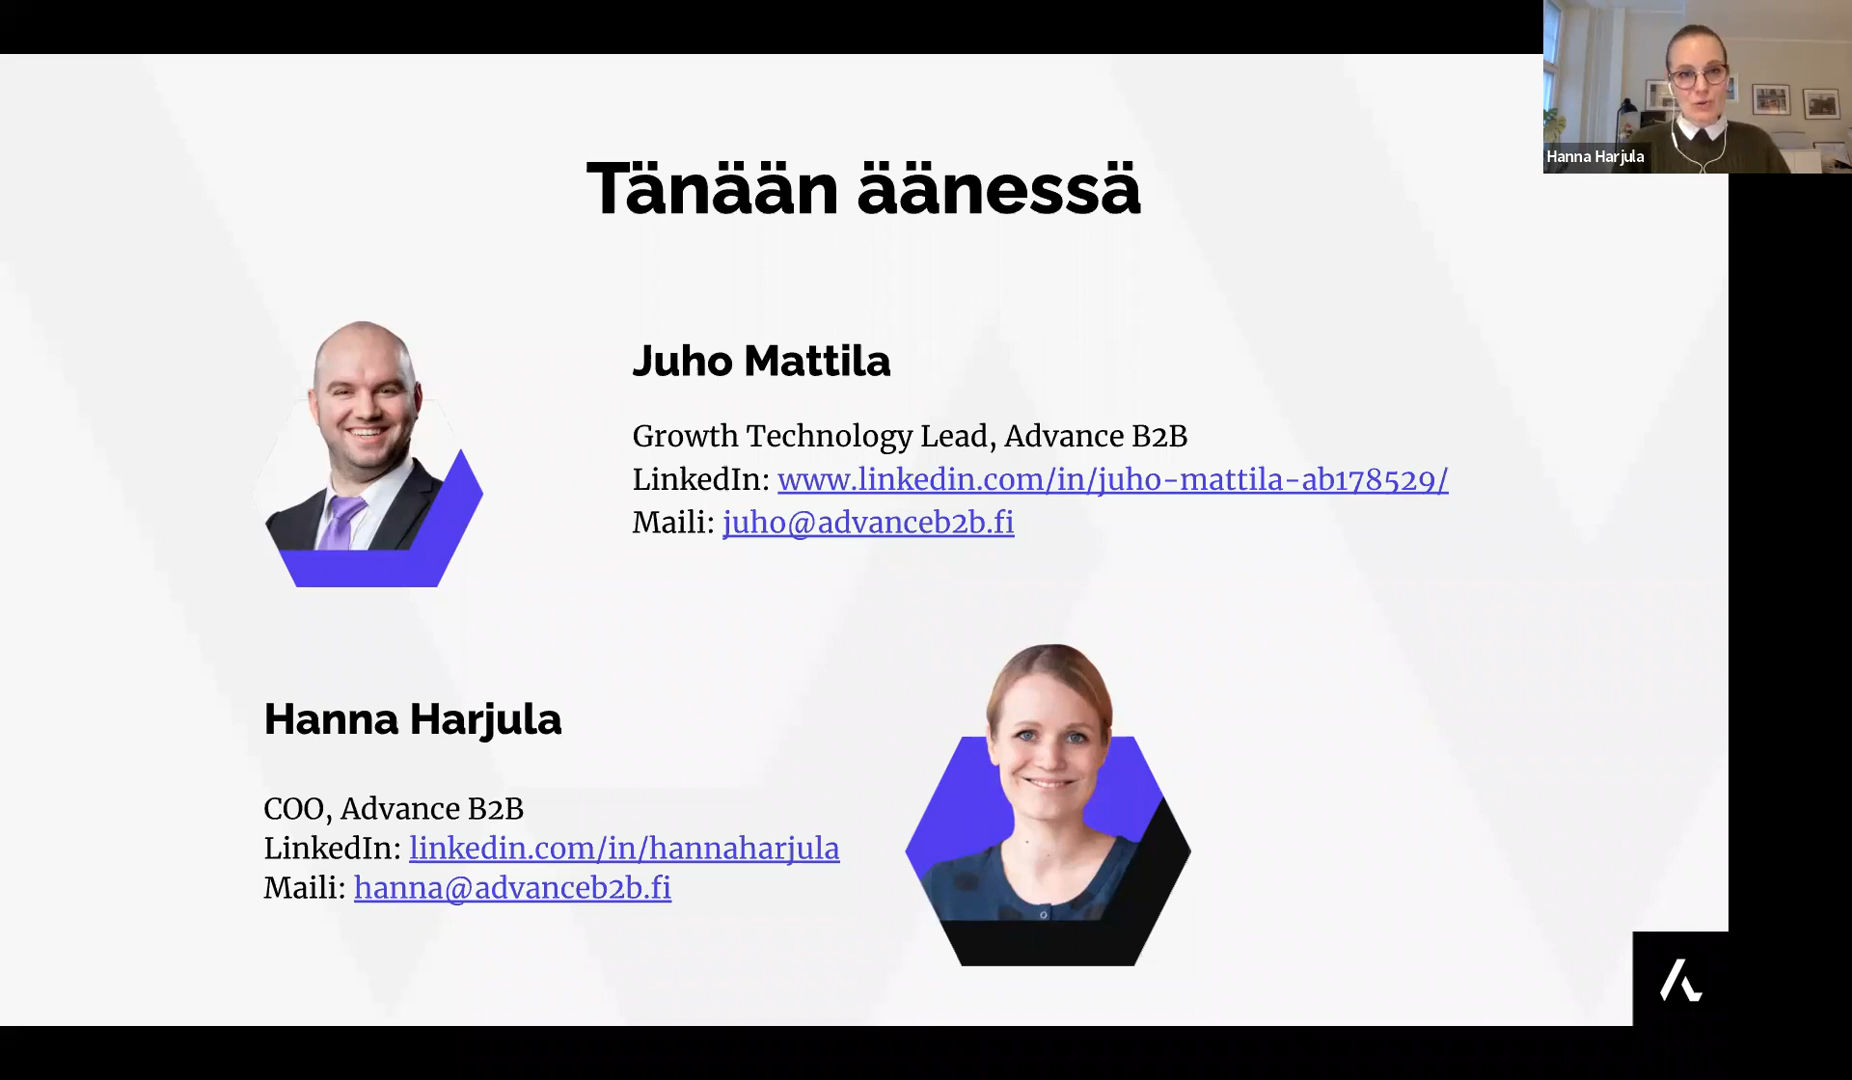 Hanna Harjula
Tänään äänessä
Juho Mattila
Growth Technology Lead, Advance B2B
LinkedIn: www.linkedin.com/in/juho-mattila-ab178529/
Maili: juho@advanceb2b.fi
Hanna Harjula
COO, Advance B2B
LinkedIn: linkedin.com/in/hannaharjula
Maili: hanna@advanceb2b.fi